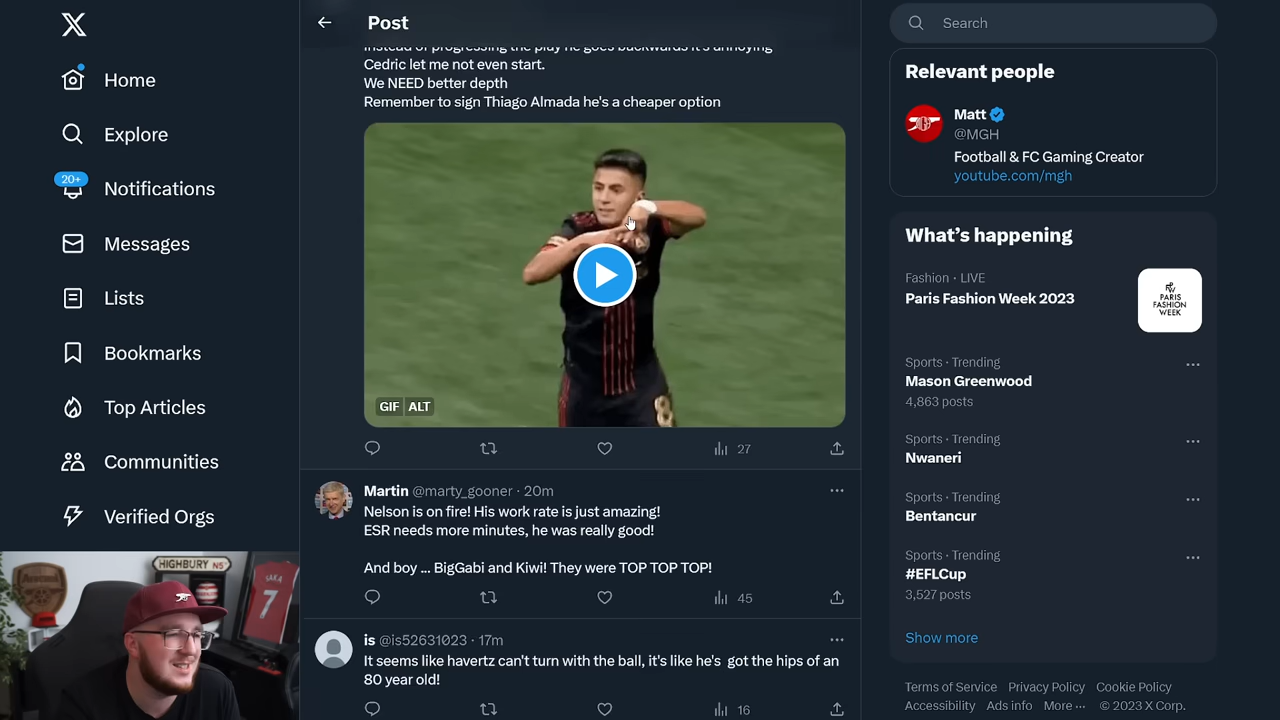 Home
Explore
20+
Notifications
Messages
Lists
Bookmarks
Top Articles
Communities
Verified Orgs
HIGHBURY N5
Arsenal
SAKA
7
Post
Instead of progressing the play he goes backwards it's annoying
Cedric let me not even start.
We NEED better depth
Remember to sign Thiago Almada he's a cheaper option
8
GIF ALT
27
Martin @marty_gooner · 20m
Nelson is on fire! His work rate is just amazing!
ESR needs more minutes, he was really good!
And boy ... BigGabi and Kiwi! They were TOP TOP TOP!
45
is @is52631023 · 17m
It seems like havertz can't turn with the ball, it's like he's got the hips of an
80 year old!
16
Search
Relevant people
Matt
@MGH
Football & FC Gaming Creator
youtube.com/mgh
What's happening
Fashion · LIVE
Paris Fashion Week 2023
PARIS
FASHION
WEEK
Sports · Trending
Mason Greenwood
4,863 posts
Sports · Trending
Nwaneri
Sports · Trending
Bentancur
Sports · Trending
#EFLCup
3,527 posts
Show more
Terms of Service Privacy Policy Cookie Policy
Accessibility Ads info More ··· © 2023 X Corp.